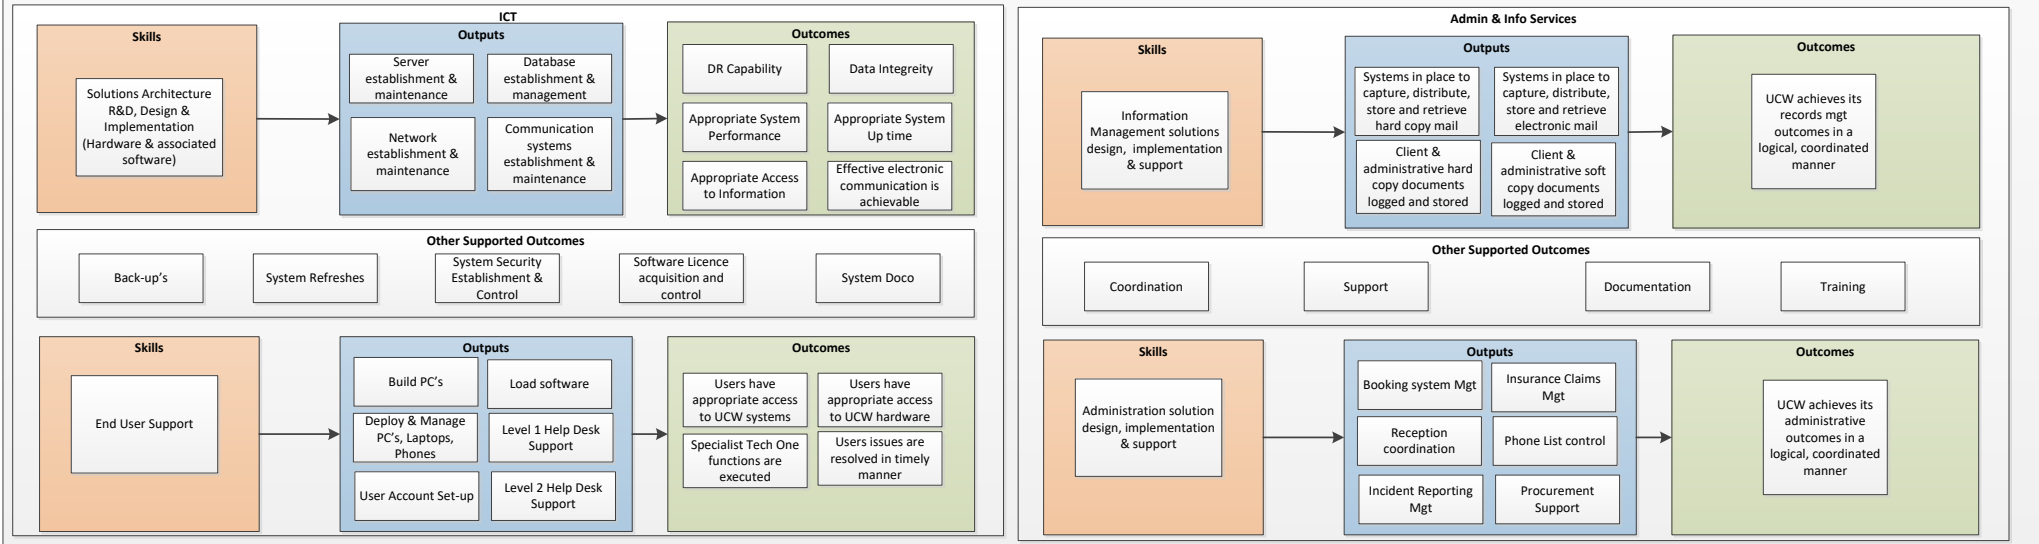 ICT
Skills
Solutions Architecture
R&D, Design &
Implementation
(Hardware & associated
software)
Outputs
Server
establishment &
maintenance
Database
establishment &
management
Network
establishment &
maintenance
Communication
systems
establishment &
maintenance
Outcomes
DR Capability
Data Integreity
Appropriate System
Performance
Appropriate System
Up time
Appropriate Access
to Information
Effective electronic
communication is
achievable
Other Supported Outcomes
Back-up's
System Refreshes
System Security
Establishment &
Control
Software Licence
acquisition and
control
System Doco
Skills
End User Support
Outputs
Build PC's
Load software
Deploy & Manage
PC's, Laptops,
Phones
Level 1 Help Desk
Support
User Account Set-up
Level 2 Help Desk
Support
Outcomes
Users have
appropriate access
to UCW systems
Users have
appropriate access
to UCW hardware
Specialist Tech One
functions are
executed
Users issues are
resolved in timely
manner
Admin & Info Services
Skills
Information
Management solutions
design, implementation
& support
Outputs
Systems in place to
capture, distribute,
store and retrieve
hard copy mail
Systems in place to
capture, distribute,
store and retrieve
electronic mail
Client &
administrative hard
copy documents
logged and stored
Client &
administrative soft
copy documents
logged and stored
Outcomes
UCW achieves its
records mgt
outcomes in a
logical, coordinated
manner
Other Supported Outcomes
Coordination
Support
Documentation
Training
Skills
Administration solution
design, implementation
& support
Outputs
Booking system Mgt
Insurance Claims
Mgt
Reception
coordination
Phone List control
Incident Reporting
Mgt
Procurement
Support
Outcomes
UCW achieves its
administrative
outcomes in a
logical, coordinated
manner